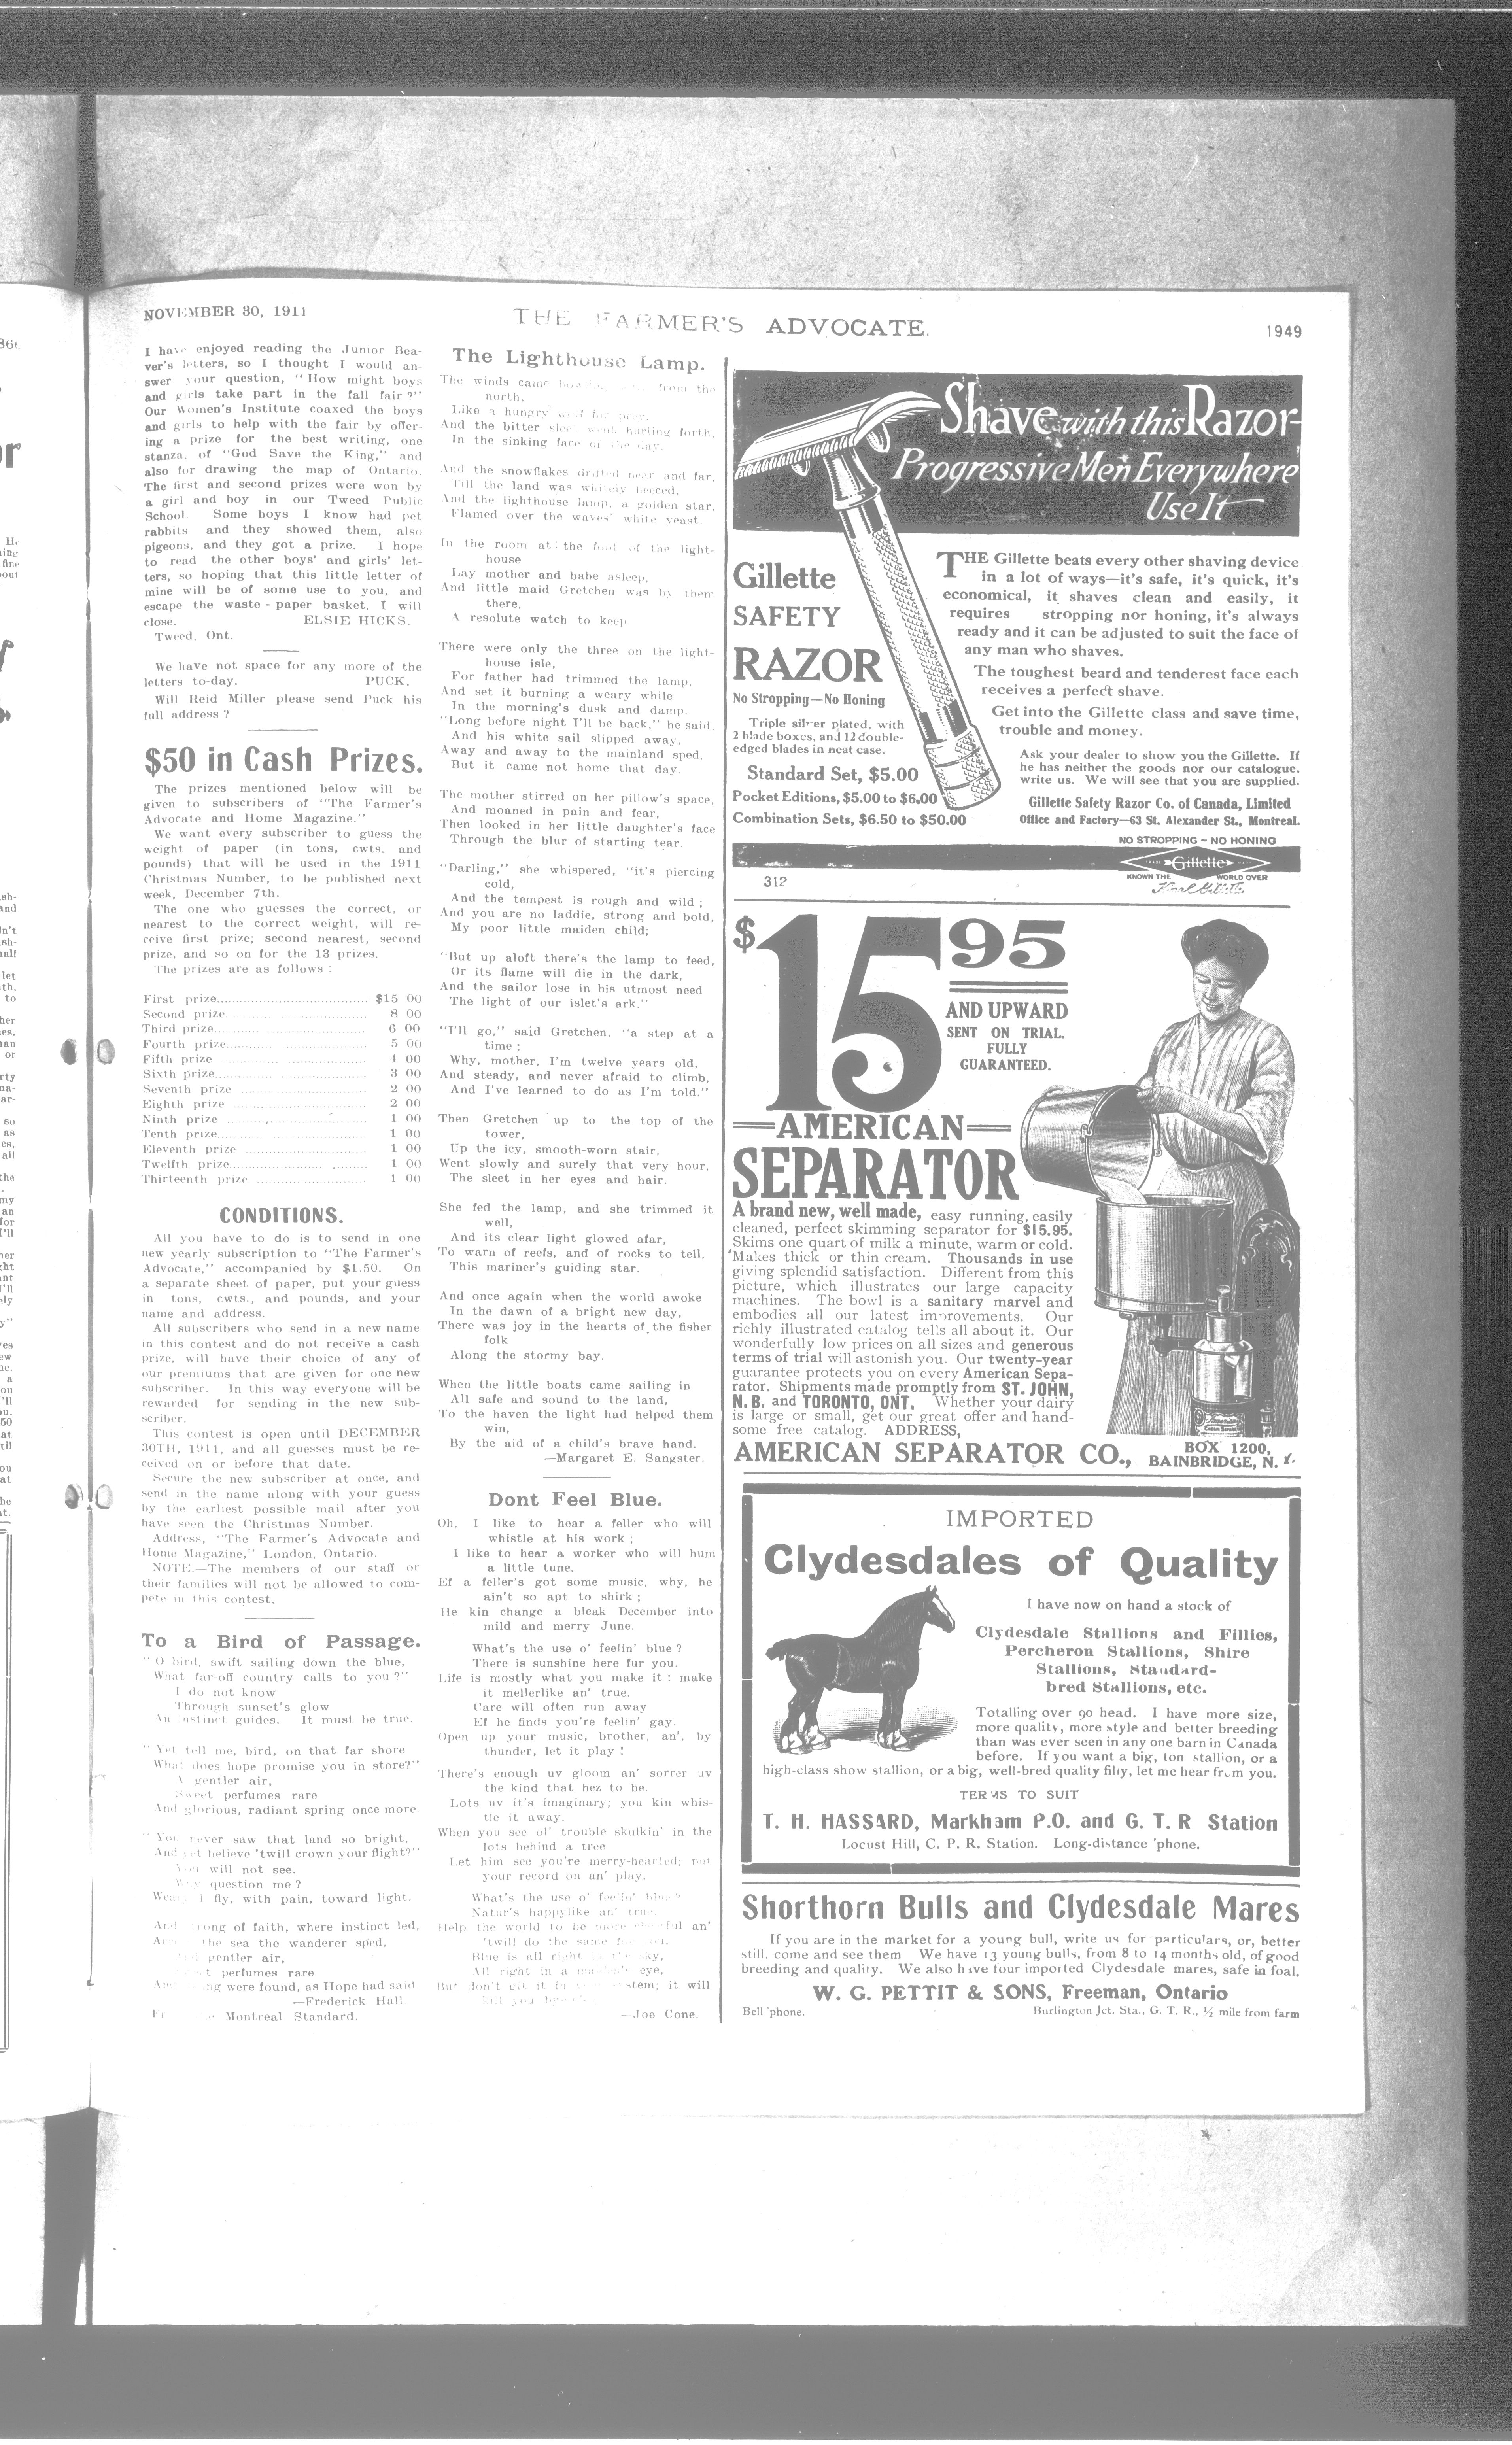 NOVEMBER 30, 1911
THE FARMER'S ADVOCATE.
1949
I have enjoyed reading the Junior Bea-
ver's letters, so I thought I would an-
swer your question, "How might boys
and girls take part in the fall fair?"
Our Women's Institute coaxed the boys
and girls to help with the fair by offer-
ing a prize for the best writing, one
stanza, of "God Save the King," and
also for drawing the map of Ontario.
The first and second prizes were won by
a girl and boy in our Tweed Public
School. Some boys I know had pet
rabbits and they showed them, also
pigeons, and they got a prize. I hope
to read the other boys' and girls' let-
ters, so hoping that this little letter of
mine will be of some use to you, and
escape the waste-paper basket, I will
close. ELSIE HICKS.
Tweed, Ont.
We have not space for any more of the
letters to-day. PUCK.
Will Reid Miller please send Puck his
full address?
$50 in Cash Prizes.
The prizes mentioned below will be
given to subscribers of "The Farmer's
Advocate and Home Magazine."
We want every subscriber to guess the
weight of paper (in tons, cwts. and
pounds) that will be used in the 1911
Christmas Number, to be published next
week, December 7th.
The one who guesses the correct, or
nearest to the correct weight, will re-
ceive first prize; second nearest, second
prize, and so on for the 13 prizes.
The prizes are as follows:
First prize $15 00
Second prize 8 00
Third prize 6 00
Fourth prize 5 00
Fifth prize 4 00
Sixth prize 3 00
Seventh prize 2 00
Eighth prize 2 00
Ninth prize 1 00
Tenth prize 1 00
Eleventh prize 1 00
Twelfth prize 1 00
Thirteenth prize 1 00
CONDITIONS.
All you have to do is to send in one
new yearly subscription to "The Farmer's
Advocate," accompanied by $1.50. On
a separate sheet of paper, put your guess
in tons, cwts., and pounds, and your
name and address.
All subscribers who send in a new name
in this contest and do not receive a cash
prize, will have their choice of any of
our premiums that are given for one new
subscriber. In this way everyone will be
rewarded for sending in the new sub-
scriber.
This contest is open until DECEMBER
30TH, 1911, and all guesses must be re-
ceived on or before that date.
Secure the new subscriber at once, and
send in the name along with your guess
by the earliest possible mail after you
have seen the Christmas Number.
Address, "The Farmer's Advocate and
Home Magazine," London, Ontario.
NOTE.—The members of our staff or
their families will not be allowed to com-
pete in this contest.
To a Bird of Passage.
"O bird, swift sailing down the blue,
What far-off country calls to you?"
I do not know
Through sunset's glow
An instinct guides. It must be true.
"Yet tell me, bird, on that far shore
What does hope promise you in store?"
A gentler air,
Sweet perfumes rare
And glorious, radiant spring once more.
"You never saw that land so bright,
And yet believe 'twill crown your flight?"
You will not see.
Why question me?
Weary I fly, with pain, toward light.
And strong of faith, where instinct led,
the sea the wanderer sped,
gentler air,
perfumes rare
And were found, as Hope had said.
—Frederick Hall
Montreal Standard.
The Lighthouse Lamp.
The winds came from the
north,
Like a hungry wolf for prey,
And the bitter sleet went hurling forth,
In the sinking face of the day.
And the snowflakes drifted near and far,
Till the land was whitely fleeced,
And the lighthouse lamp, a golden star,
Flamed over the waves' white yeast.
In the room at the foot of the light-
house
Lay mother and babe asleep,
And little maid Gretchen was by them
there,
A resolute watch to keep.
There were only the three on the light-
house isle,
For father had trimmed the lamp,
And set it burning a weary while
In the morning's dusk and damp.
"Long before night I'll be back," he said,
And his white sail slipped away,
Away and away to the mainland sped,
But it came not home that day.
The mother stirred on her pillow's space,
And moaned in pain and fear,
Then looked in her little daughter's face
Through the blur of starting tear.
"Darling," she whispered, "it's piercing
cold,
And the tempest is rough and wild;
And you are no laddie, strong and bold,
My poor little maiden child;
"But up aloft there's the lamp to feed,
Or its flame will die in the dark,
And the sailor lose in his utmost need
The light of our islet's ark."
"I'll go," said Gretchen, "a step at a
time;
Why, mother, I'm twelve years old,
And steady, and never afraid to climb,
And I've learned to do as I'm told."
Then Gretchen up to the top of the
tower,
Up the icy, smooth-worn stair,
Went slowly and surely that very hour,
The sleet in her eyes and hair.
She fed the lamp, and she trimmed it
well,
And its clear light glowed afar,
To warn of reefs, and of rocks to tell,
This mariner's guiding star.
And once again when the world awoke
In the dawn of a bright new day,
There was joy in the hearts of the fisher
folk
Along the stormy bay.
When the little boats came sailing in
All safe and sound to the land,
To the haven the light had helped them
win,
By the aid of a child's brave hand.
—Margaret E. Sangster.
Dont Feel Blue.
Oh, I like to hear a feller who will
whistle at his work;
I like to hear a worker who will hum
a little tune.
Ef a feller's got some music, why, he
ain't so apt to shirk;
He kin change a bleak December into
mild and merry June.
What's the use o' feelin' blue?
There is sunshine here fur you.
Life is mostly what you make it: make
it mellerlike an' true.
Care will often run away
Ef he finds you're feelin' gay.
Open up your music, brother, an', by
thunder, let it play!
There's enough uv gloom an' sorrer uv
the kind that hez to be.
Lots uv it's imaginary; you kin whis-
tle it away.
When you see ol' trouble skulkin' in the
lots behind a tree
Let him see you're merry-hearted; put
your record on an' play.
What's the use o' feelin' blue?
Natur's happylike an' true.
Help the world to be more cheerful an'
'twill do the same for you.
Blue is all right in the sky,
All right in a maiden's eye,
But don't git it in your system; it will
kill you
—Joe Cone.
Shave with this Razor-
Progressive Men Everywhere
Use It
Gillette
SAFETY
RAZOR
No Stropping—No Honing
Triple silver plated, with
2 blade boxes, and 12 double-
edged blades in neat case.
Standard Set, $5.00
Pocket Editions, $5.00 to $6.00
Combination Sets, $6.50 to $50.00
THE Gillette beats every other shaving device
in a lot of ways—it's safe, it's quick, it's
economical, it shaves clean and easily, it
requires stropping nor honing, it's always
ready and it can be adjusted to suit the face of
any man who shaves.
The toughest beard and tenderest face each
receives a perfect shave.
Get into the Gillette class and save time,
trouble and money.
Ask your dealer to show you the Gillette. If
he has neither the goods nor our catalogue,
write us. We will see that you are supplied.
Gillette Safety Razor Co. of Canada, Limited
Office and Factory—63 St. Alexander St., Montreal.
NO STROPPING – NO HONING
Gillette
KNOWN THE WORLD OVER
312
$15 95
AND UPWARD
SENT ON TRIAL.
FULLY
GUARANTEED.
AMERICAN
SEPARATOR
A brand new, well made, easy running, easily
cleaned, perfect skimming separator for $15.95.
Skims one quart of milk a minute, warm or cold.
Makes thick or thin cream. Thousands in use
giving splendid satisfaction. Different from this
picture, which illustrates our large capacity
machines. The bowl is a sanitary marvel and
embodies all our latest improvements. Our
richly illustrated catalog tells all about it. Our
wonderfully low prices on all sizes and generous
terms of trial will astonish you. Our twenty-year
guarantee protects you on every American Sepa-
rator. Shipments made promptly from ST. JOHN,
N. B. and TORONTO, ONT. Whether your dairy
is large or small, get our great offer and hand-
some free catalog. ADDRESS,
AMERICAN SEPARATOR CO., BOX 1200,
BAINBRIDGE, N. Y.
IMPORTED
Clydesdales of Quality
I have now on hand a stock of
Clydesdale Stallions and Fillies,
Percheron Stallions, Shire
Stallions, Standard-
bred Stallions, etc.
Totalling over 90 head. I have more size,
more quality, more style and better breeding
than was ever seen in any one barn in Canada
before. If you want a big, ton stallion, or a
high-class show stallion, or a big, well-bred quality filly, let me hear from you.
TERMS TO SUIT
T. H. HASSARD, Markham P.O. and G. T. R Station
Locust Hill, C. P. R. Station. Long-distance 'phone.
Shorthorn Bulls and Clydesdale Mares
If you are in the market for a young bull, write us for particulars, or, better
still, come and see them We have 13 young bulls, from 8 to 14 months old, of good
breeding and quality. We also have four imported Clydesdale mares, safe in foal.
W. G. PETTIT & SONS, Freeman, Ontario
Bell 'phone. Burlington Jct. Sta., G. T. R., ½ mile from farm